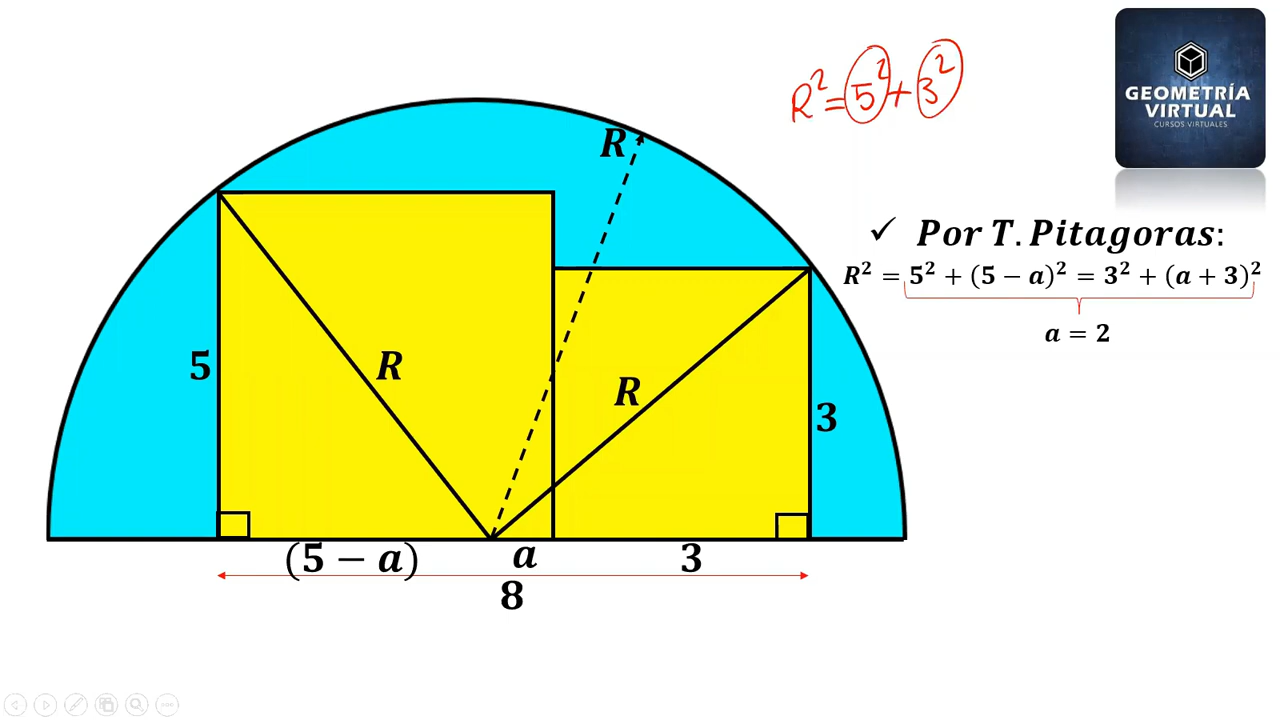 R² = 5² + 3²
GEOMETRÍA
VIRTUAL
CURSOS VIRTUALES
R
✓ Por T. Pitagoras:
R² = 5² + (5 − a)² = 3² + (a + 3)²
a = 2
5
R
R
3
(5 − a)
a
3
8